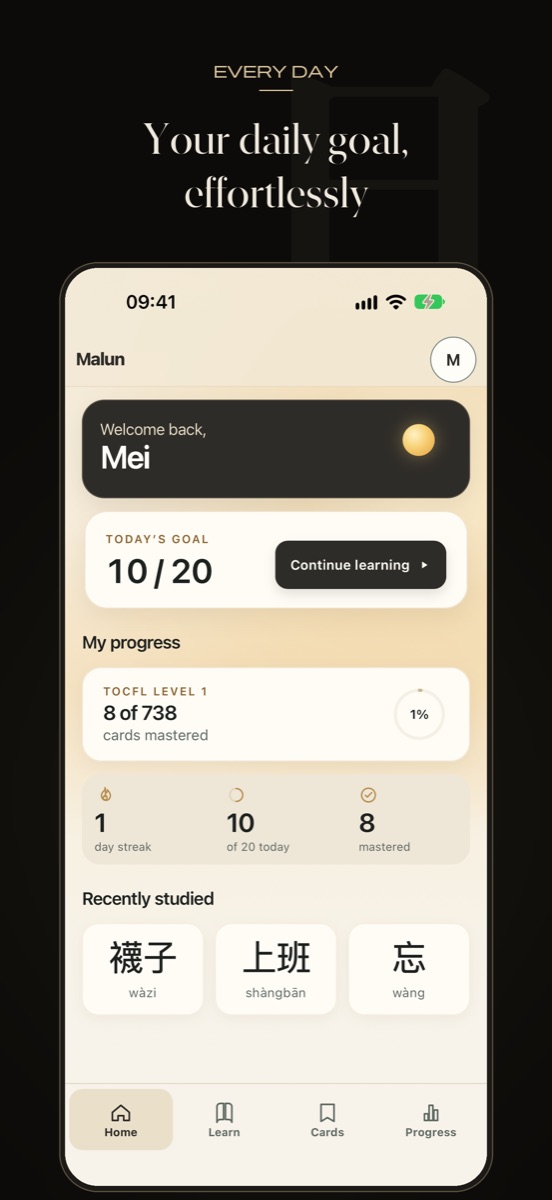 EVERY DAY
Your daily goal,
effortlessly
日
09:41
Malun
M
Welcome back,
Mei
TODAY'S GOAL
10 / 20
Continue learning
My progress
TOCFL LEVEL 1
8 of 738
cards mastered
1%
1
day streak
10
of 20 today
8
mastered
Recently studied
襪子
wàzi
上班
shàngbān
忘
wàng
Home
Learn
Cards
Progress